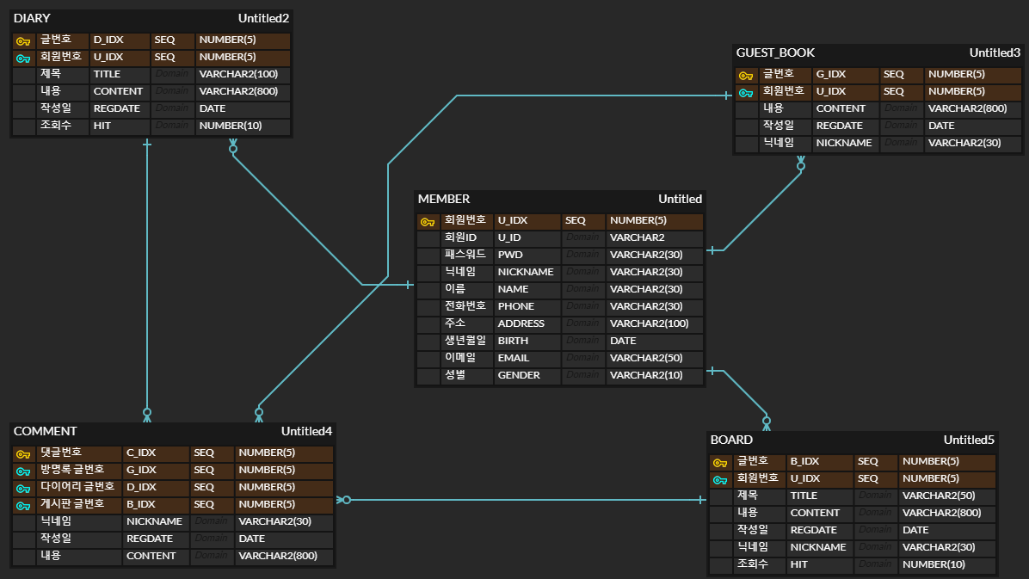 DIARY Untitled2
글번호 D_IDX SEQ NUMBER(5)
회원번호 U_IDX SEQ NUMBER(5)
제목 TITLE Domain VARCHAR2(100)
내용 CONTENT Domain VARCHAR2(800)
작성일 REGDATE Domain DATE
조회수 HIT Domain NUMBER(10)
GUEST_BOOK Untitled3
글번호 G_IDX SEQ NUMBER(5)
회원번호 U_IDX SEQ NUMBER(5)
내용 CONTENT Domain VARCHAR2(800)
작성일 REGDATE Domain DATE
닉네임 NICKNAME Domain VARCHAR2(30)
MEMBER Untitled
회원번호 U_IDX SEQ NUMBER(5)
회원ID U_ID Domain VARCHAR2
패스워드 PWD Domain VARCHAR2(30)
닉네임 NICKNAME Domain VARCHAR2(30)
이름 NAME Domain VARCHAR2(30)
전화번호 PHONE Domain VARCHAR2(30)
주소 ADDRESS Domain VARCHAR2(100)
생년월일 BIRTH Domain DATE
이메일 EMAIL Domain VARCHAR2(50)
성별 GENDER Domain VARCHAR2(10)
COMMENT Untitled4
댓글번호 C_IDX SEQ NUMBER(5)
방명록 글번호 G_IDX SEQ NUMBER(5)
다이어리 글번호 D_IDX SEQ NUMBER(5)
게시판 글번호 B_IDX SEQ NUMBER(5)
닉네임 NICKNAME Domain VARCHAR2(30)
작성일 REGDATE Domain DATE
내용 CONTENT Domain VARCHAR2(800)
BOARD Untitled5
글번호 B_IDX SEQ NUMBER(5)
회원번호 U_IDX SEQ NUMBER(5)
제목 TITLE Domain VARCHAR2(50)
내용 CONTENT Domain VARCHAR2(800)
작성일 REGDATE Domain DATE
닉네임 NICKNAME Domain VARCHAR2(30)
조회수 HIT Domain NUMBER(10)